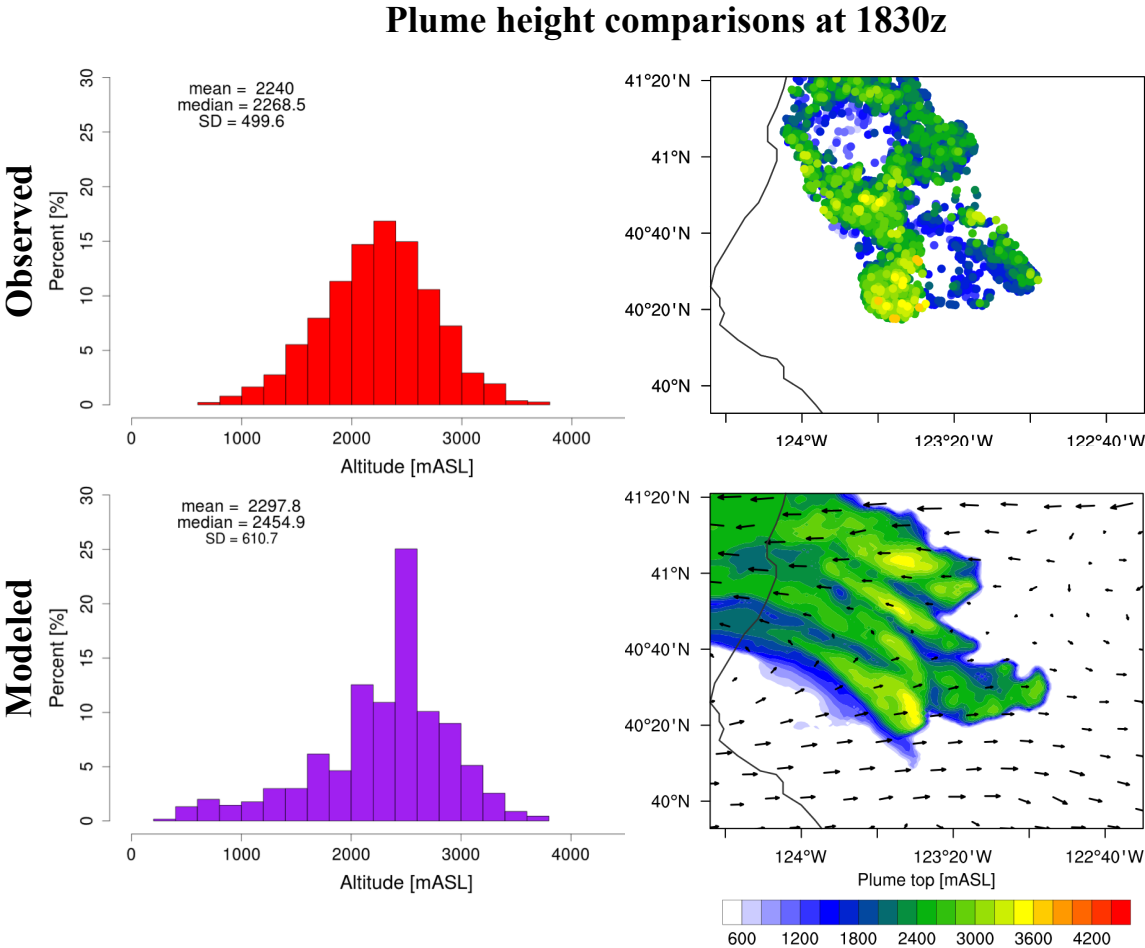 Plume height comparisons at 1830z
Observed
Percent [%]
30
25
20
15
10
5
0
mean = 2240
median = 2268.5
SD = 499.6
0 1000 2000 3000 4000
Altitude [mASL]
41°20'N
41°N
40°40'N
40°20'N
40°N
124°W 123°20'W 122°40'W
Modeled
Percent [%]
30
25
20
15
10
5
0
mean = 2297.8
median = 2454.9
SD = 610.7
0 1000 2000 3000 4000
Altitude [mASL]
41°20'N
41°N
40°40'N
40°20'N
40°N
124°W 123°20'W 122°40'W
Plume top [mASL]
600 1200 1800 2400 3000 3600 4200